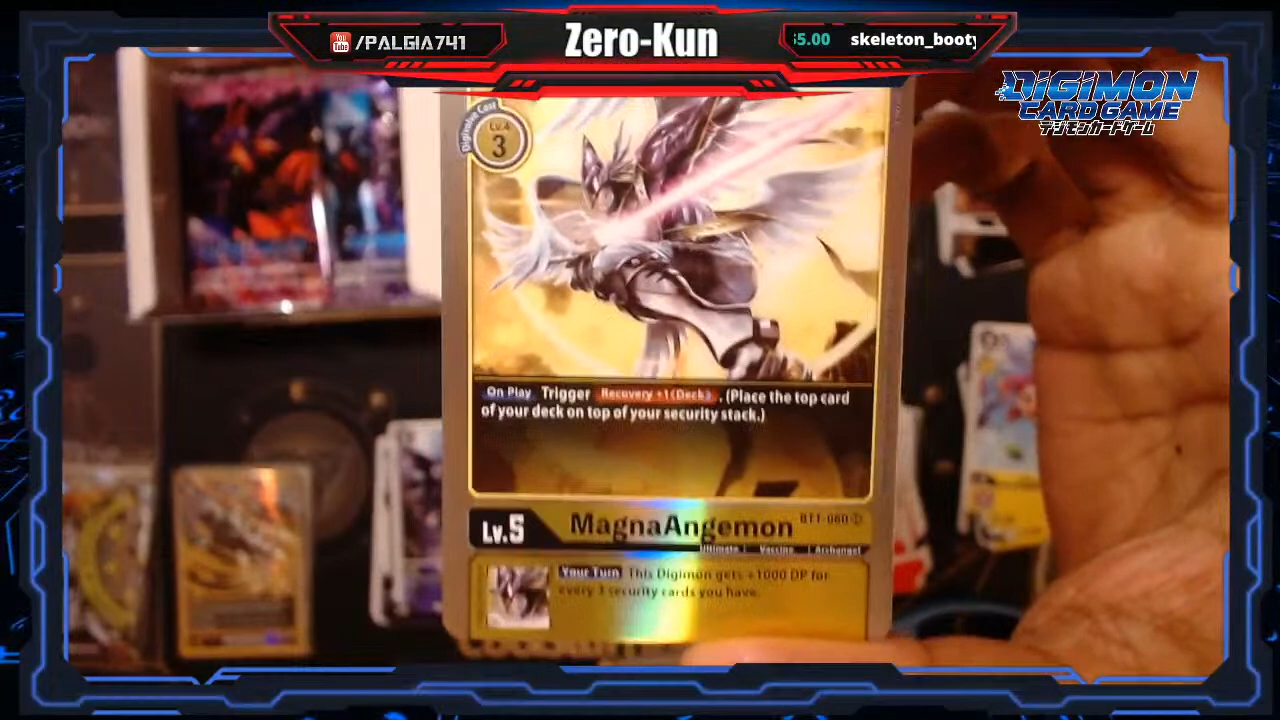 You Tube /PALGIA741
Zero-Kun
$5.00 skeleton_booty
DIGIMON
CARD GAME
デジモンカードゲーム
Digivolve Cost
Lv.4
3
On Play Trigger Recovery +1 (Deck) . (Place the top card
of your deck on top of your security stack.)
Lv.5 MagnaAngemon BT1-060
Ultimate | Vaccine | Archangel
Your Turn This Digimon gets +1000 DP for
every 3 security cards you have.